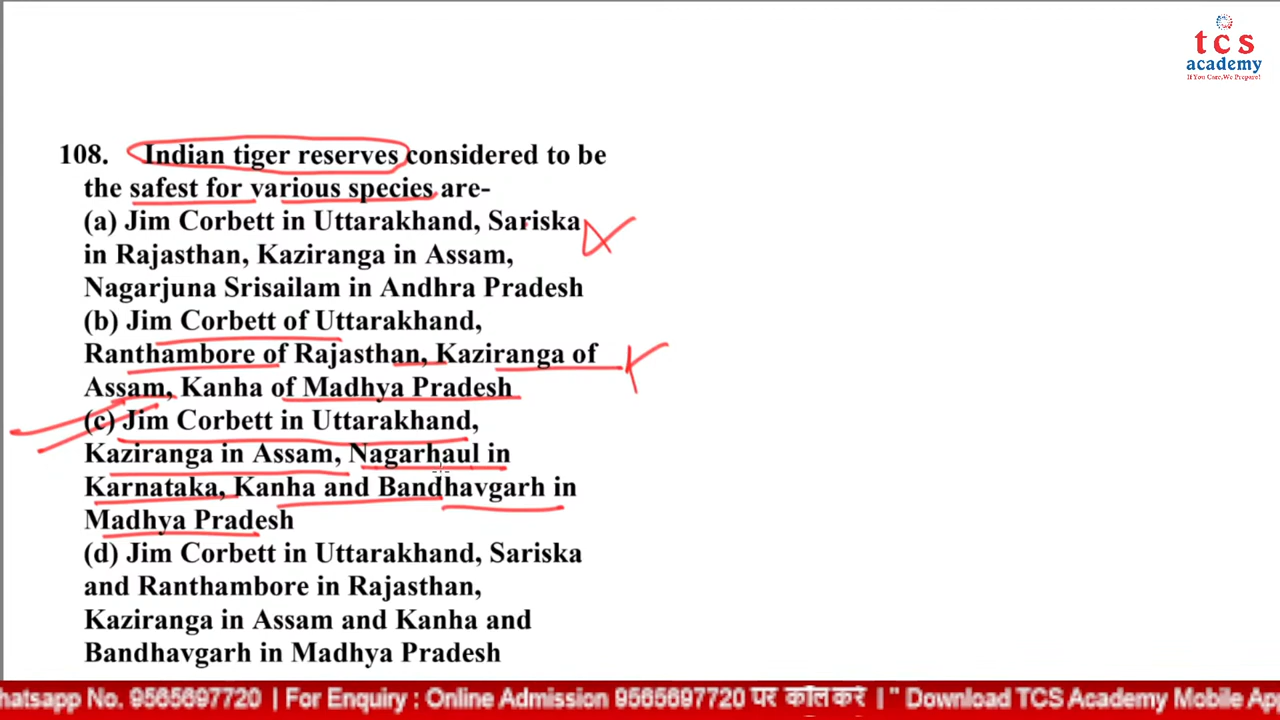 tcs
academy
If You Care,We Prepare!
108. Indian tiger reserves considered to be
the safest for various species are-
(a) Jim Corbett in Uttarakhand, Sariska
in Rajasthan, Kaziranga in Assam,
Nagarjuna Srisailam in Andhra Pradesh
(b) Jim Corbett of Uttarakhand,
Ranthambore of Rajasthan, Kaziranga of
Assam, Kanha of Madhya Pradesh
(c) Jim Corbett in Uttarakhand,
Kaziranga in Assam, Nagarhaul in
Karnataka, Kanha and Bandhavgarh in
Madhya Pradesh
(d) Jim Corbett in Uttarakhand, Sariska
and Ranthambore in Rajasthan,
Kaziranga in Assam and Kanha and
Bandhavgarh in Madhya Pradesh
hatsapp No. 9565697720 | For Enquiry : Online Admission 9565697720 पर कॉल करें | " Download TCS Academy Mobile Ap